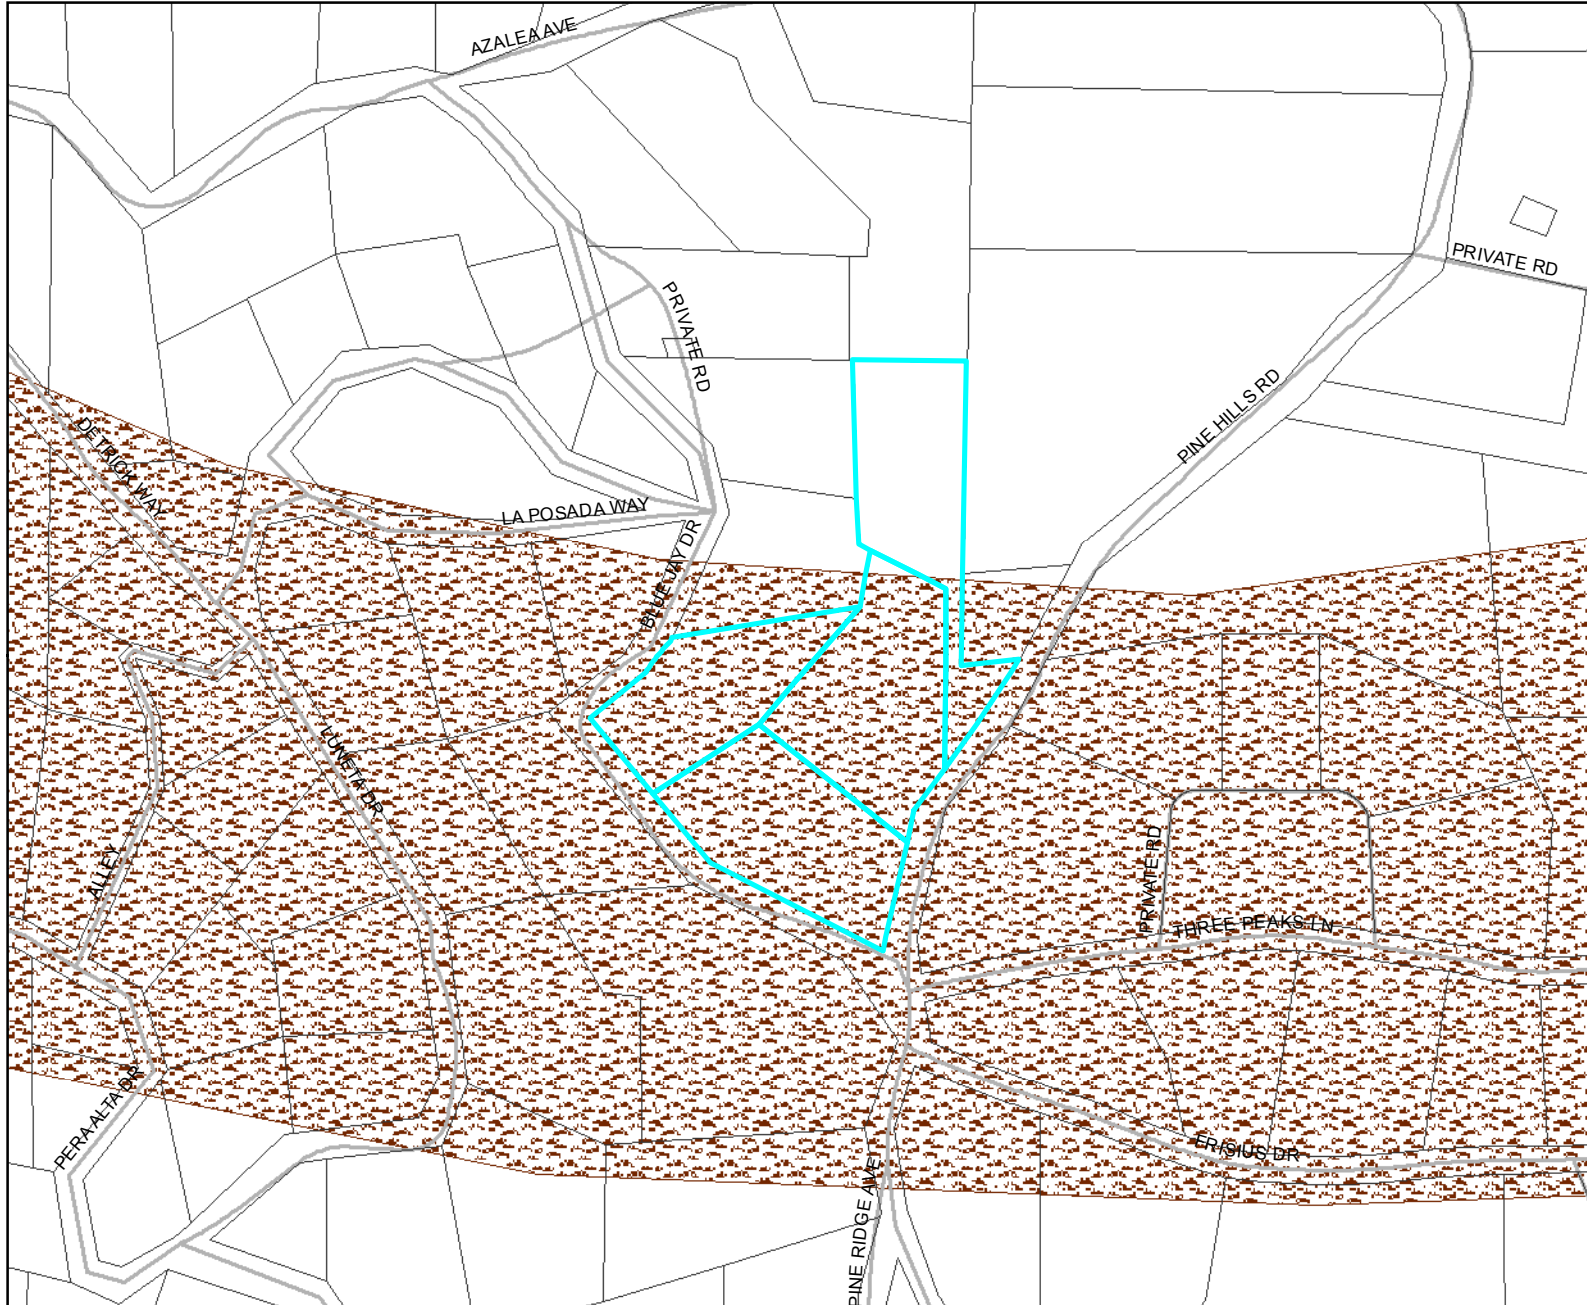 AZALEA AVE
PRIVATE RD
PRIVATE RD
PINE HILLS RD
DETRICK WAY
LA POSADA WAY
BLUE JAY DR
LUNETA DR
ALLEY
PRIVATE RD
THREE PEAKS LN
PERA ALTA DR
FRISIUS DR
PINE RIDGE AVE